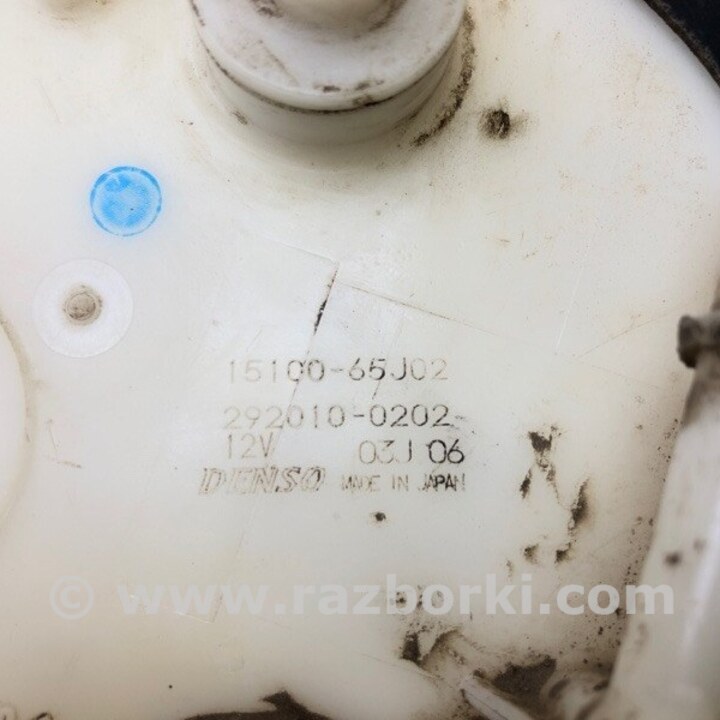 15100-65J02
292010-0202
12V 03J 06
DENSO MADE IN JAPAN
© www.razborki.com